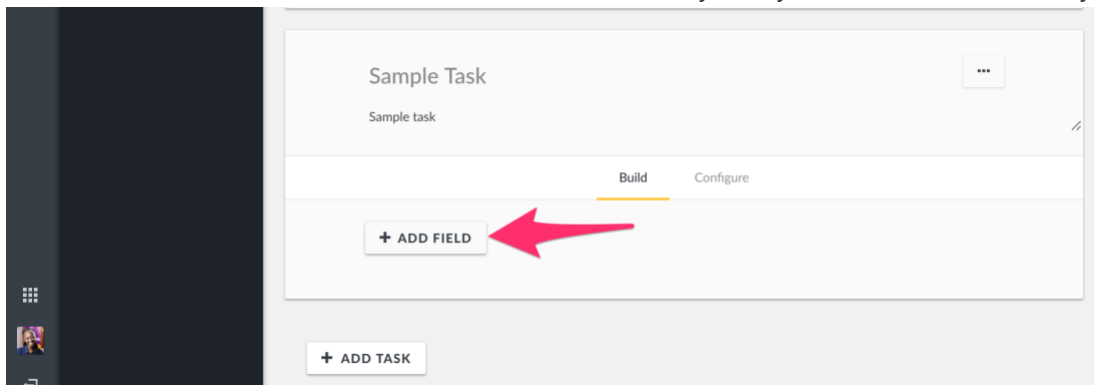 Sample Task
...
Sample task
Build Configure
+ ADD FIELD
+ ADD TASK